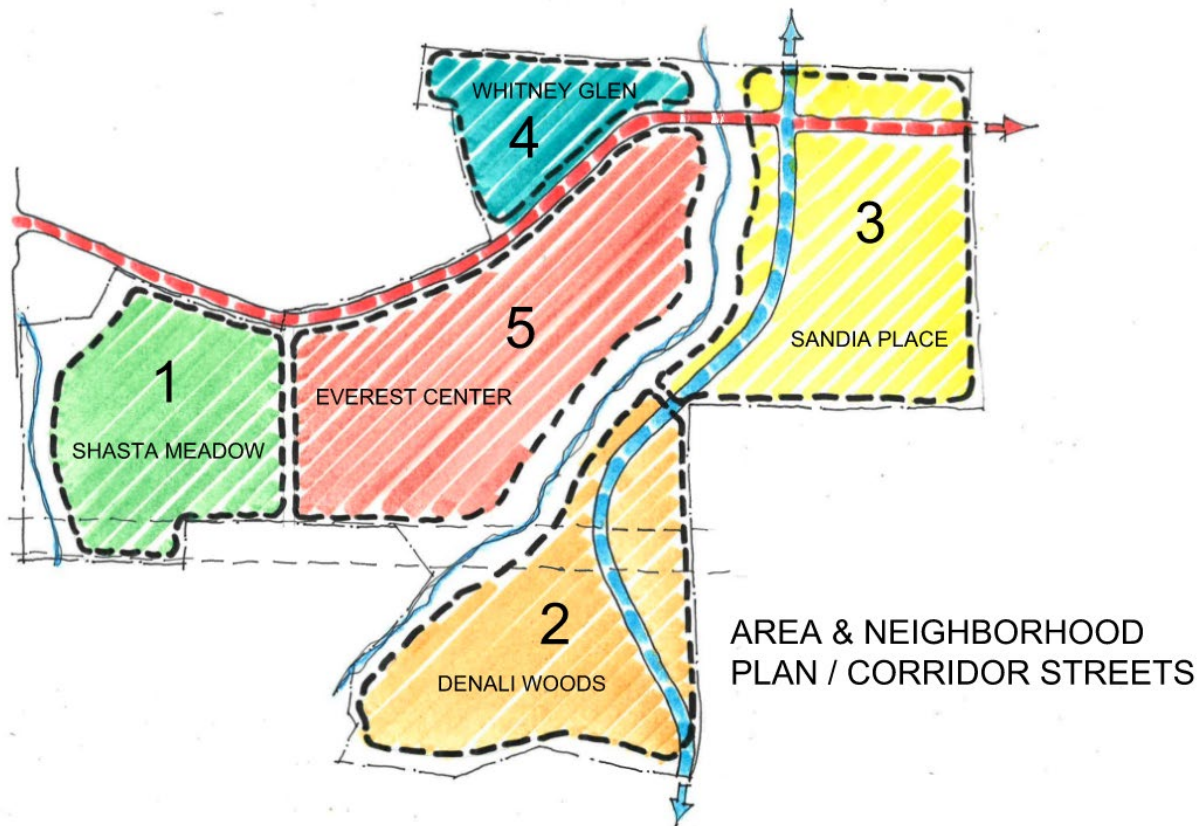 WHITNEY GLEN
4
3
SANDIA PLACE
5
EVEREST CENTER
1
SHASTA MEADOW
2
DENALI WOODS
AREA & NEIGHBORHOOD
PLAN / CORRIDOR STREETS